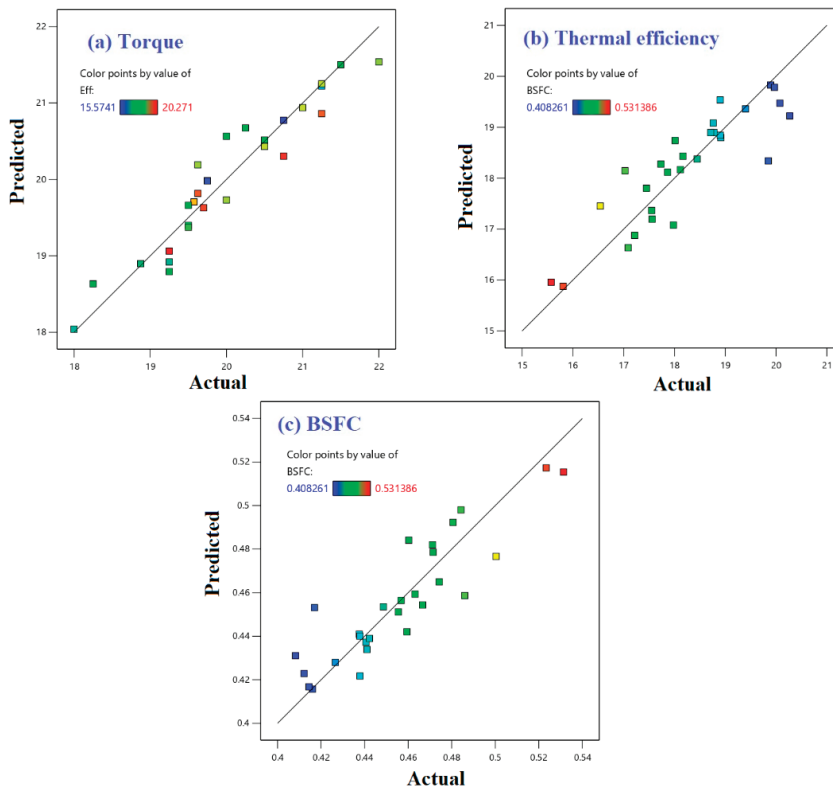 (a) Torque
Color points by value of
Eff:
15.5741 20.271
Predicted
22
21
20
19
18
18 19 20 21 22
Actual
(b) Thermal efficiency
Color points by value of
BSFC:
0.408261 0.531386
Predicted
21
20
19
18
17
16
15
15 16 17 18 19 20 21
Actual
(c) BSFC
Color points by value of
BSFC:
0.408261 0.531386
Predicted
0.54
0.52
0.5
0.48
0.46
0.44
0.42
0.4
0.4 0.42 0.44 0.46 0.48 0.5 0.52 0.54
Actual